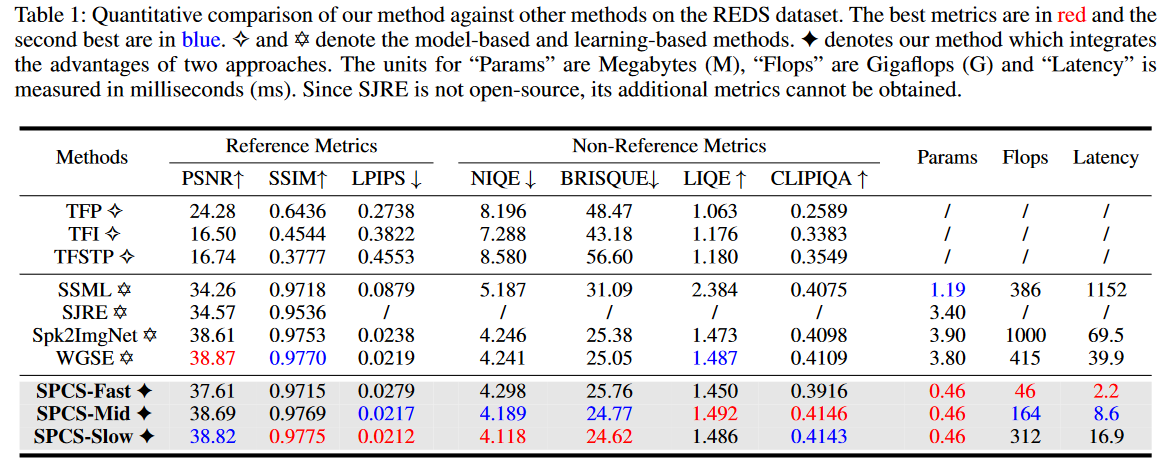 Table 1: Quantitative comparison of our method against other methods on the REDS dataset. The best metrics are in red and the
second best are in blue. ✧ and ✡ denote the model-based and learning-based methods. ✦ denotes our method which integrates
the advantages of two approaches. The units for “Params” are Megabytes (M), “Flops” are Gigaflops (G) and “Latency” is
measured in milliseconds (ms). Since SJRE is not open-source, its additional metrics cannot be obtained.
Methods Reference Metrics Non-Reference Metrics Params Flops Latency
PSNR↑ SSIM↑ LPIPS ↓ NIQE ↓ BRISQUE↓ LIQE ↑ CLIPIQA ↑
TFP ✧ 24.28 0.6436 0.2738 8.196 48.47 1.063 0.2589 / / /
TFI ✧ 16.50 0.4544 0.3822 7.288 43.18 1.176 0.3383 / / /
TFSTP ✧ 16.74 0.3777 0.4553 8.580 56.60 1.180 0.3549 / / /
SSML ✡ 34.26 0.9718 0.0879 5.187 31.09 2.384 0.4075 1.19 386 1152
SJRE ✡ 34.57 0.9536 / / / / / 3.40 / /
Spk2ImgNet ✡ 38.61 0.9753 0.0238 4.246 25.38 1.473 0.4098 3.90 1000 69.5
WGSE ✡ 38.87 0.9770 0.0219 4.241 25.05 1.487 0.4109 3.80 415 39.9
SPCS-Fast ✦ 37.61 0.9715 0.0279 4.298 25.76 1.450 0.3916 0.46 46 2.2
SPCS-Mid ✦ 38.69 0.9769 0.0217 4.189 24.77 1.492 0.4146 0.46 164 8.6
SPCS-Slow ✦ 38.82 0.9775 0.0212 4.118 24.62 1.486 0.4143 0.46 312 16.9